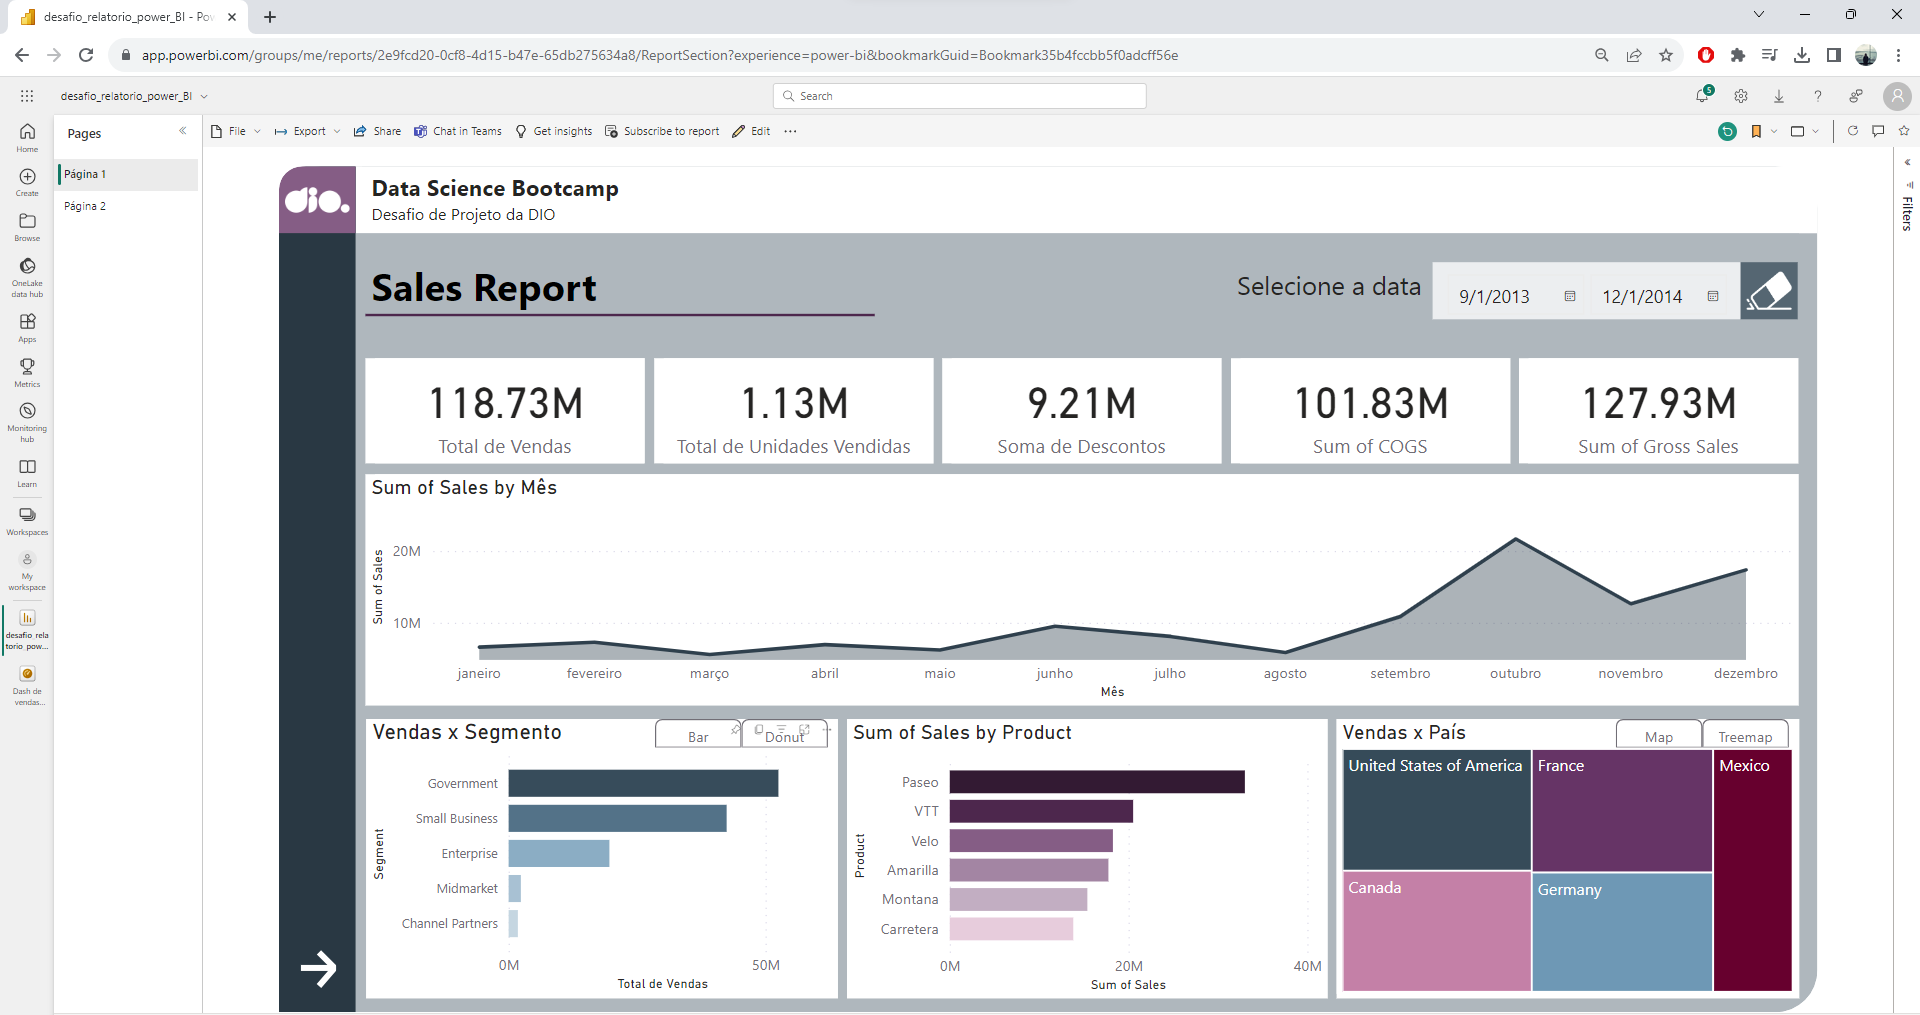 desafio_relatorio_power_BI - Pow
app.powerbi.com/groups/me/reports/2e9fcd20-0cf8-4d15-b47e-65db275634a8/ReportSection?experience=power-bi&bookmarkGuid=Bookmark35b4fccbb5f0adcff56e
desafio_relatorio_power_BI
Search
5
Home
Create
Browse
OneLake
data hub
Apps
Metrics
Monitoring
hub
Learn
Workspaces
My
workspace
desafio_rela
torio_pow...
Dash de
vendas...
Pages
Página 1
Página 2
File
Export
Share
Chat in Teams
Get insights
Subscribe to report
Edit
Filters
dio.
Data Science Bootcamp
Desafio de Projeto da DIO
Sales Report
Selecione a data
9/1/2013
12/1/2014
118.73M
Total de Vendas
1.13M
Total de Unidades Vendidas
9.21M
Soma de Descontos
101.83M
Sum of COGS
127.93M
Sum of Gross Sales
Sum of Sales by Mês
Sum of Sales
20M
10M
janeiro
fevereiro
março
abril
maio
junho
julho
agosto
setembro
outubro
novembro
dezembro
Mês
Vendas x Segmento
Bar
Donut
Segment
Government
Small Business
Enterprise
Midmarket
Channel Partners
0M
50M
Total de Vendas
Sum of Sales by Product
Product
Paseo
VTT
Velo
Amarilla
Montana
Carretera
0M
20M
40M
Sum of Sales
Vendas x País
Map
Treemap
United States of America
France
Mexico
Canada
Germany